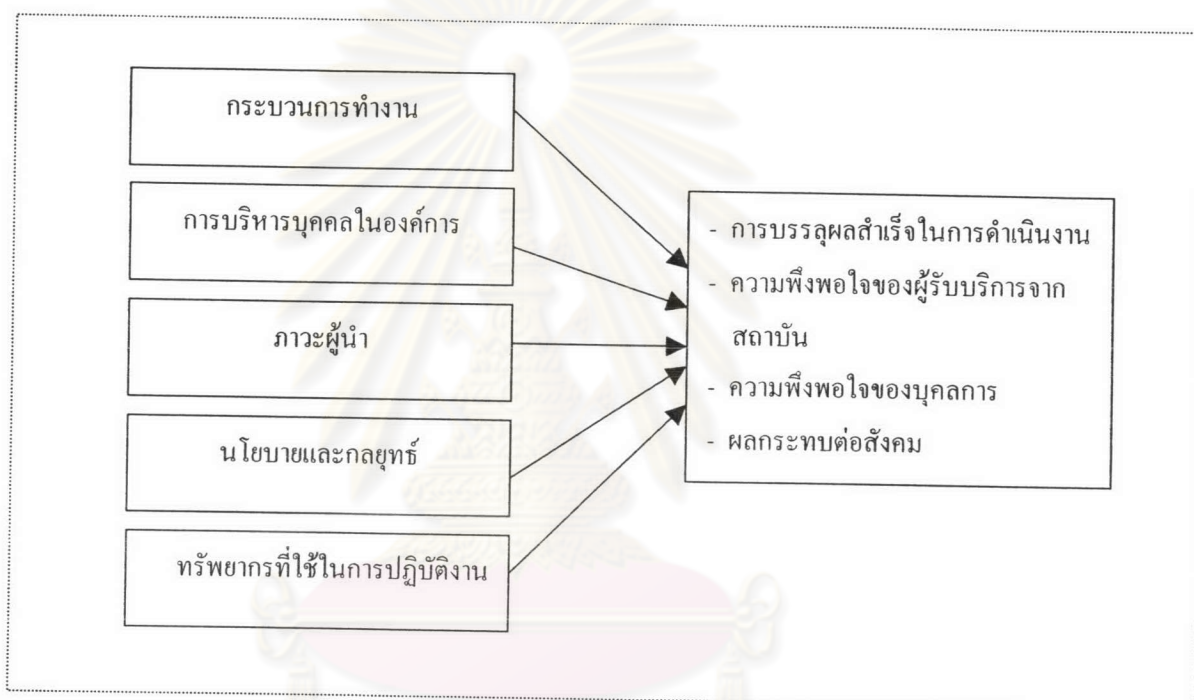 กระบวนการทำงาน
การบริหารบุคคลในองค์การ
ภาวะผู้นำ
นโยบายและกลยุทธ์
ทรัพยากรที่ใช้ในการปฏิบัติงาน
- การบรรลุผลสำเร็จในการดำเนินงาน
- ความพึงพอใจของผู้รับบริการจาก
สถาบัน
- ความพึงพอใจของบุคลการ
- ผลกระทบต่อสังคม